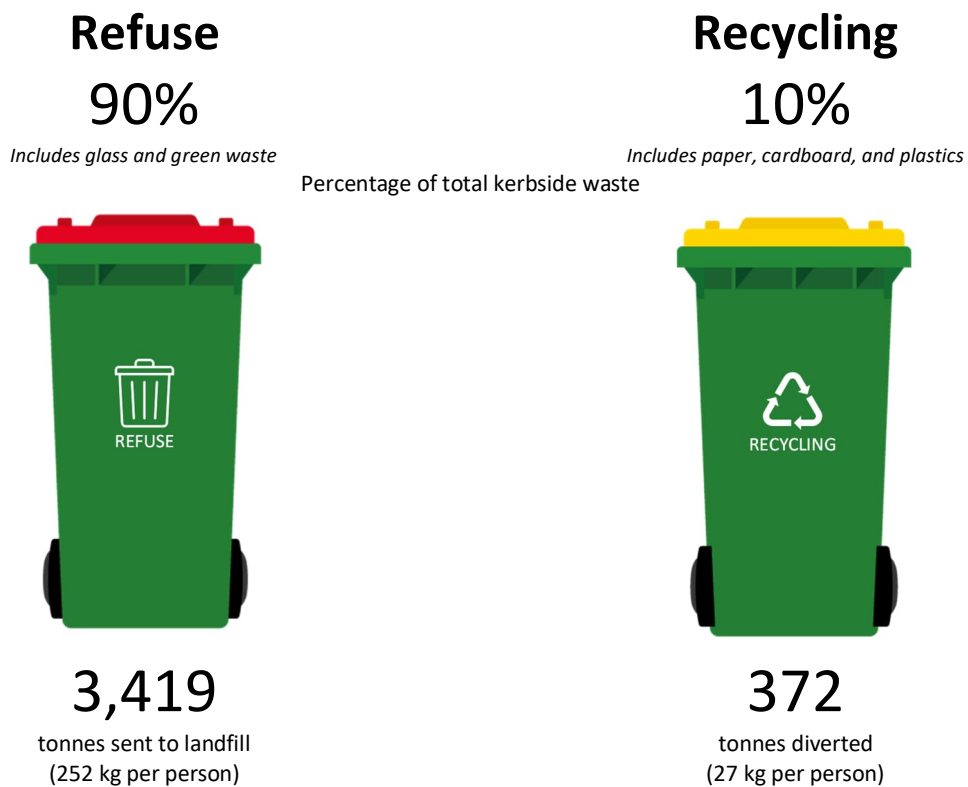 Refuse
90%
Includes glass and green waste
Recycling
10%
Includes paper, cardboard, and plastics
Percentage of total kerbside waste
REFUSE
RECYCLING
3,419
tonnes sent to landfill
(252 kg per person)
372
tonnes diverted
(27 kg per person)